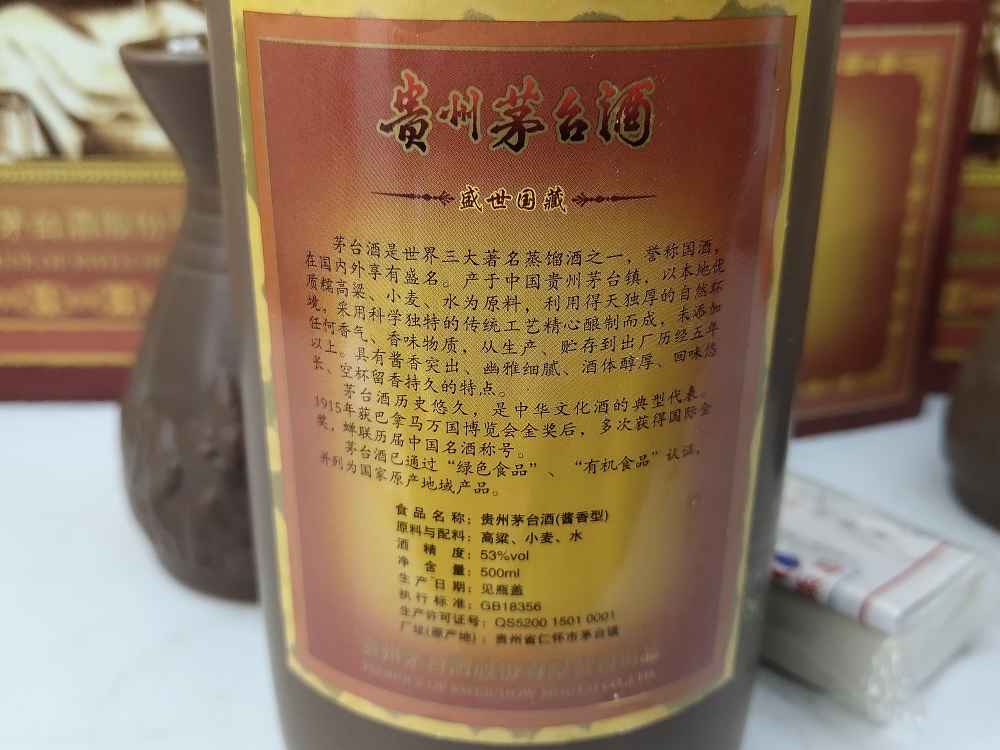 贵州茅台酒
盛世国藏
茅台酒是世界三大著名蒸馏酒之一，誉称国酒，
在国内外享有盛名。产于中国贵州茅台镇，以本地优
质糯高粱、小麦、水为原料，利用得天独厚的自然环
境，采用科学独特的传统工艺精心酿制而成，未添加
任何香气、香味物质，从生产、贮存到出厂历经五年
以上。具有酱香突出、幽雅细腻、酒体醇厚、回味悠
长、空杯留香持久的特点。
茅台酒历史悠久，是中华文化酒的典型代表。
1915年获巴拿马万国博览会金奖后，多次获得国际金
奖，蝉联历届中国名酒称号。
茅台酒已通过“绿色食品”、“有机食品”认证，
并列为国家原产地域产品。
食品名称：贵州茅台酒(酱香型)
原料与配料：高粱、小麦、水
酒精度：53%vol
净含量：500ml
生产日期：见瓶盖
执行标准：GB18356
生产许可证号：QS5200 1501 0001
厂址(原产地)：贵州省仁怀市茅台镇